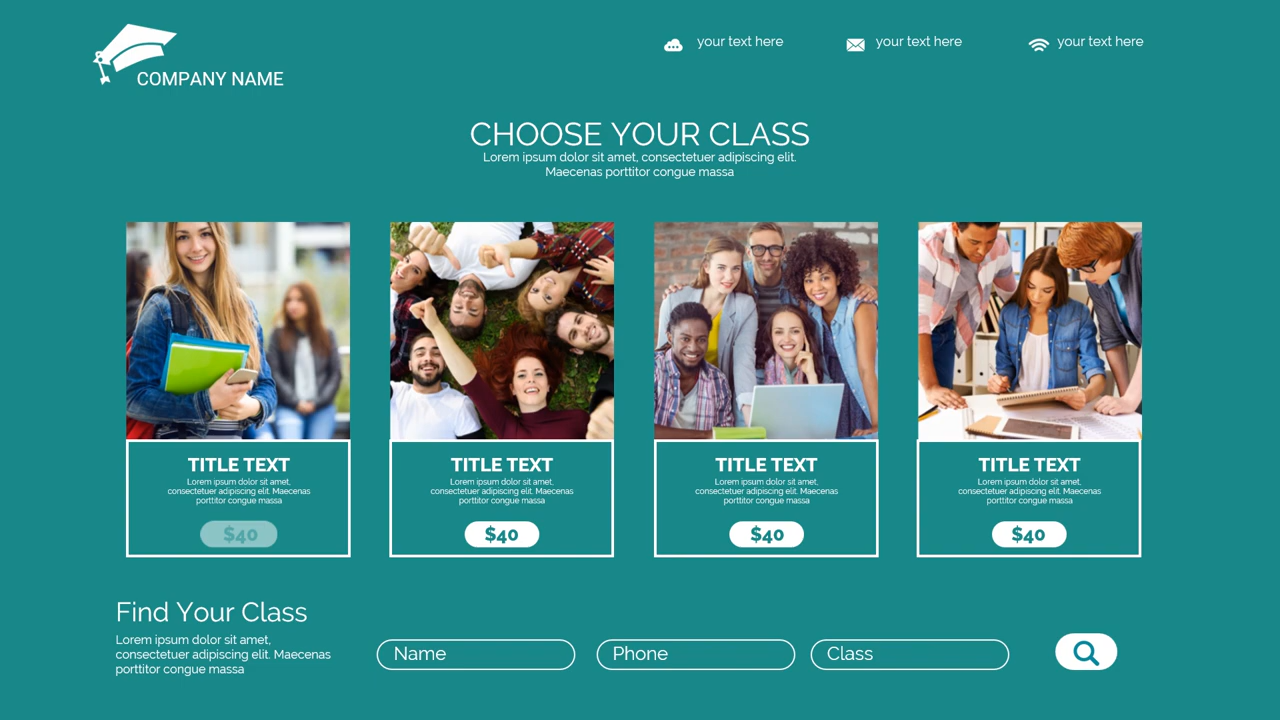 COMPANY NAME
your text here
your text here
your text here
CHOOSE YOUR CLASS
Lorem ipsum dolor sit amet, consectetuer adipiscing elit.
Maecenas porttitor congue massa
TITLE TEXT
Lorem ipsum dolor sit amet,
consectetuer adipiscing elit. Maecenas
porttitor congue massa
$40
TITLE TEXT
Lorem ipsum dolor sit amet,
consectetuer adipiscing elit. Maecenas
porttitor congue massa
$40
TITLE TEXT
Lorem ipsum dolor sit amet,
consectetuer adipiscing elit. Maecenas
porttitor congue massa
$40
TITLE TEXT
Lorem ipsum dolor sit amet,
consectetuer adipiscing elit. Maecenas
porttitor congue massa
$40
Find Your Class
Lorem ipsum dolor sit amet,
consectetuer adipiscing elit. Maecenas
porttitor congue massa
Name
Phone
Class